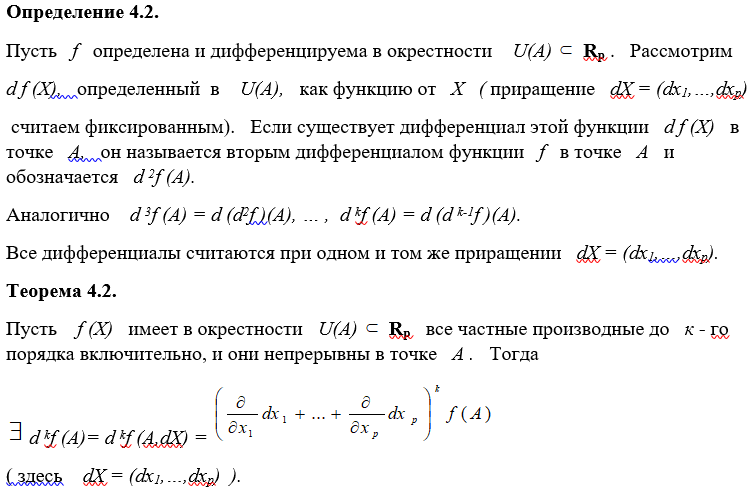 Определение 4.2.
Пусть f определена и дифференцируема в окрестности U(A) ⊂ Rp . Рассмотрим
d f (X), определенный в U(A), как функцию от X ( приращение dX = (dx1, ...,dxp)
считаем фиксированным). Если существует дифференциал этой функции d f (X) в
точке A, он называется вторым дифференциалом функции f в точке A и
обозначается d ²f (A).
Аналогично d ³f (A) = d (d²f )(A), ... , d ᵏf (A) = d (d ᵏ⁻¹f )(A).
Все дифференциалы считаются при одном и том же приращении dX = (dx1,...,dxp).
Теорема 4.2.
Пусть f (X) имеет в окрестности U(A) ⊂ Rp все частные производные до к - го
порядка включительно, и они непрерывны в точке A . Тогда
∃ d ᵏf (A)= d ᵏf (A,dX) = ( ∂/∂x₁ dx ₁ + ... + ∂/∂x ₚ dx ₚ )ᵏ f ( A )
( здесь dX = (dx1,...,dxp) ).